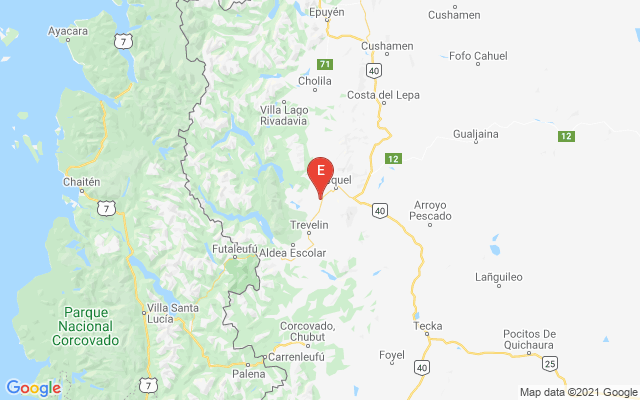 Epuyén
Cushamen
Ayacara
7
Cushamen
Fofo Cahuel
71
40
Cholila
Costa del Lepa
Villa Lago
Rivadavia
Gualjaina
12
12
E
quel
Chaitén
7
Arroyo
Pescado
40
Trevelin
Futaleufú
Aldea Escolar
Lañguileo
Parque
Nacional
Corcovado
Villa Santa
Lucía
Corcovado,
Chubut
Tecka
Pocitos De
Quichaura
Carrenleufú
Foyel
25
Palena
40
7
Google
Map data ©2021 Google